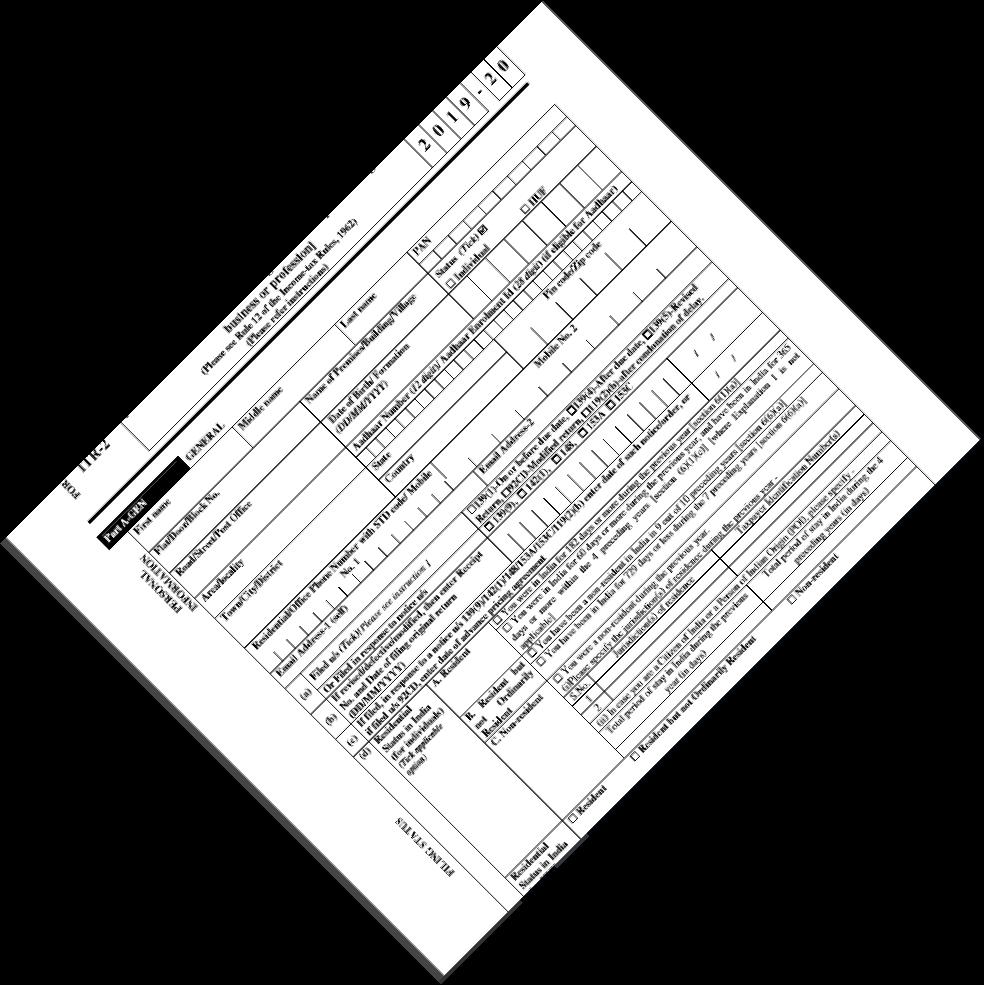 FOR
ITR-2
business or profession]
(Please see Rule 12 of the Income-tax Rules, 1962)
(Please refer instructions)
2 0 1 9 - 2 0
Part A-GEN
GENERAL
PERSONAL INFORMATION
First name
Middle name
Last name
PAN
Flat/Door/Block No.
Name of Premises/Building/Village
Status (Tick) ☑
☐ Individual
☐ HUF
Road/Street/Post Office
Date of Birth/ Formation
(DD/MM/YYYY)
Aadhaar Number (12 digit)/ Aadhaar Enrolment Id (28 digit) (if eligible for Aadhaar)
Area/locality
Town/City/District
State
Pin code/Zip code
Country
Residential/Office Phone Number with STD code/ Mobile
No. 1
Mobile No. 2
Email Address-1 (self)
Email Address-2
FILING STATUS
(a)
Filed u/s (Tick)[Please see instruction]
☐139(1)-On or before due date, ☐139(4)-After due date, ☐139(5)-Revised
Return, ☐92CD-Modified return, ☐119(2)(b)-after condonation of delay.
Or Filed in response to notice u/s
☐139(9), ☐142(1), ☐148, ☐153A, ☐153C
(b)
If revised/defective/modified, then enter Receipt
No. and Date of filing original return
(DD/MM/YYYY)
/ /
(c)
If filed, in response to a notice u/s 139(9)/142(1)/148/153A/153C/119(2)(b) enter date of such notice/order, or
if filed u/s 92CD, enter date of advance pricing agreement
/ /
(d)
Residential
Status in India
(for individuals)
(Tick applicable
option)
A. Resident
☐ You were in India for 182 days or more during the previous year [section 6(1)(a)]
☐ You were in India for 60 days or more during the previous year, and have been in India for 365
days or more within the 4 preceding years [section (6)(1)(c)] [where Explanation 1 is not
applicable]
B. Resident but
not Ordinarily
Resident
☐ You have been a non-resident in India in 9 out of 10 preceding years [section 6(6)(a)]
☐ You have been in India for 729 days or less during the 7 preceding years [section 6(6)(a)]
C. Non-resident
☐ You were a non-resident during the previous year.
(i)Please specify the jurisdiction(s) of residence during the previous year -
S.No.
Jurisdiction(s) of residence
Taxpayer Identification Number(s)
1
2
(ii) In case you are a Citizen of India or a Person of Indian Origin (POI), please specify -
Total period of stay in India during the previous
year (in days)
Total period of stay in India during the 4
preceding years (in days)
Residential
Status in India
☐ Resident
☐ Resident but not Ordinarily Resident
☐ Non-resident